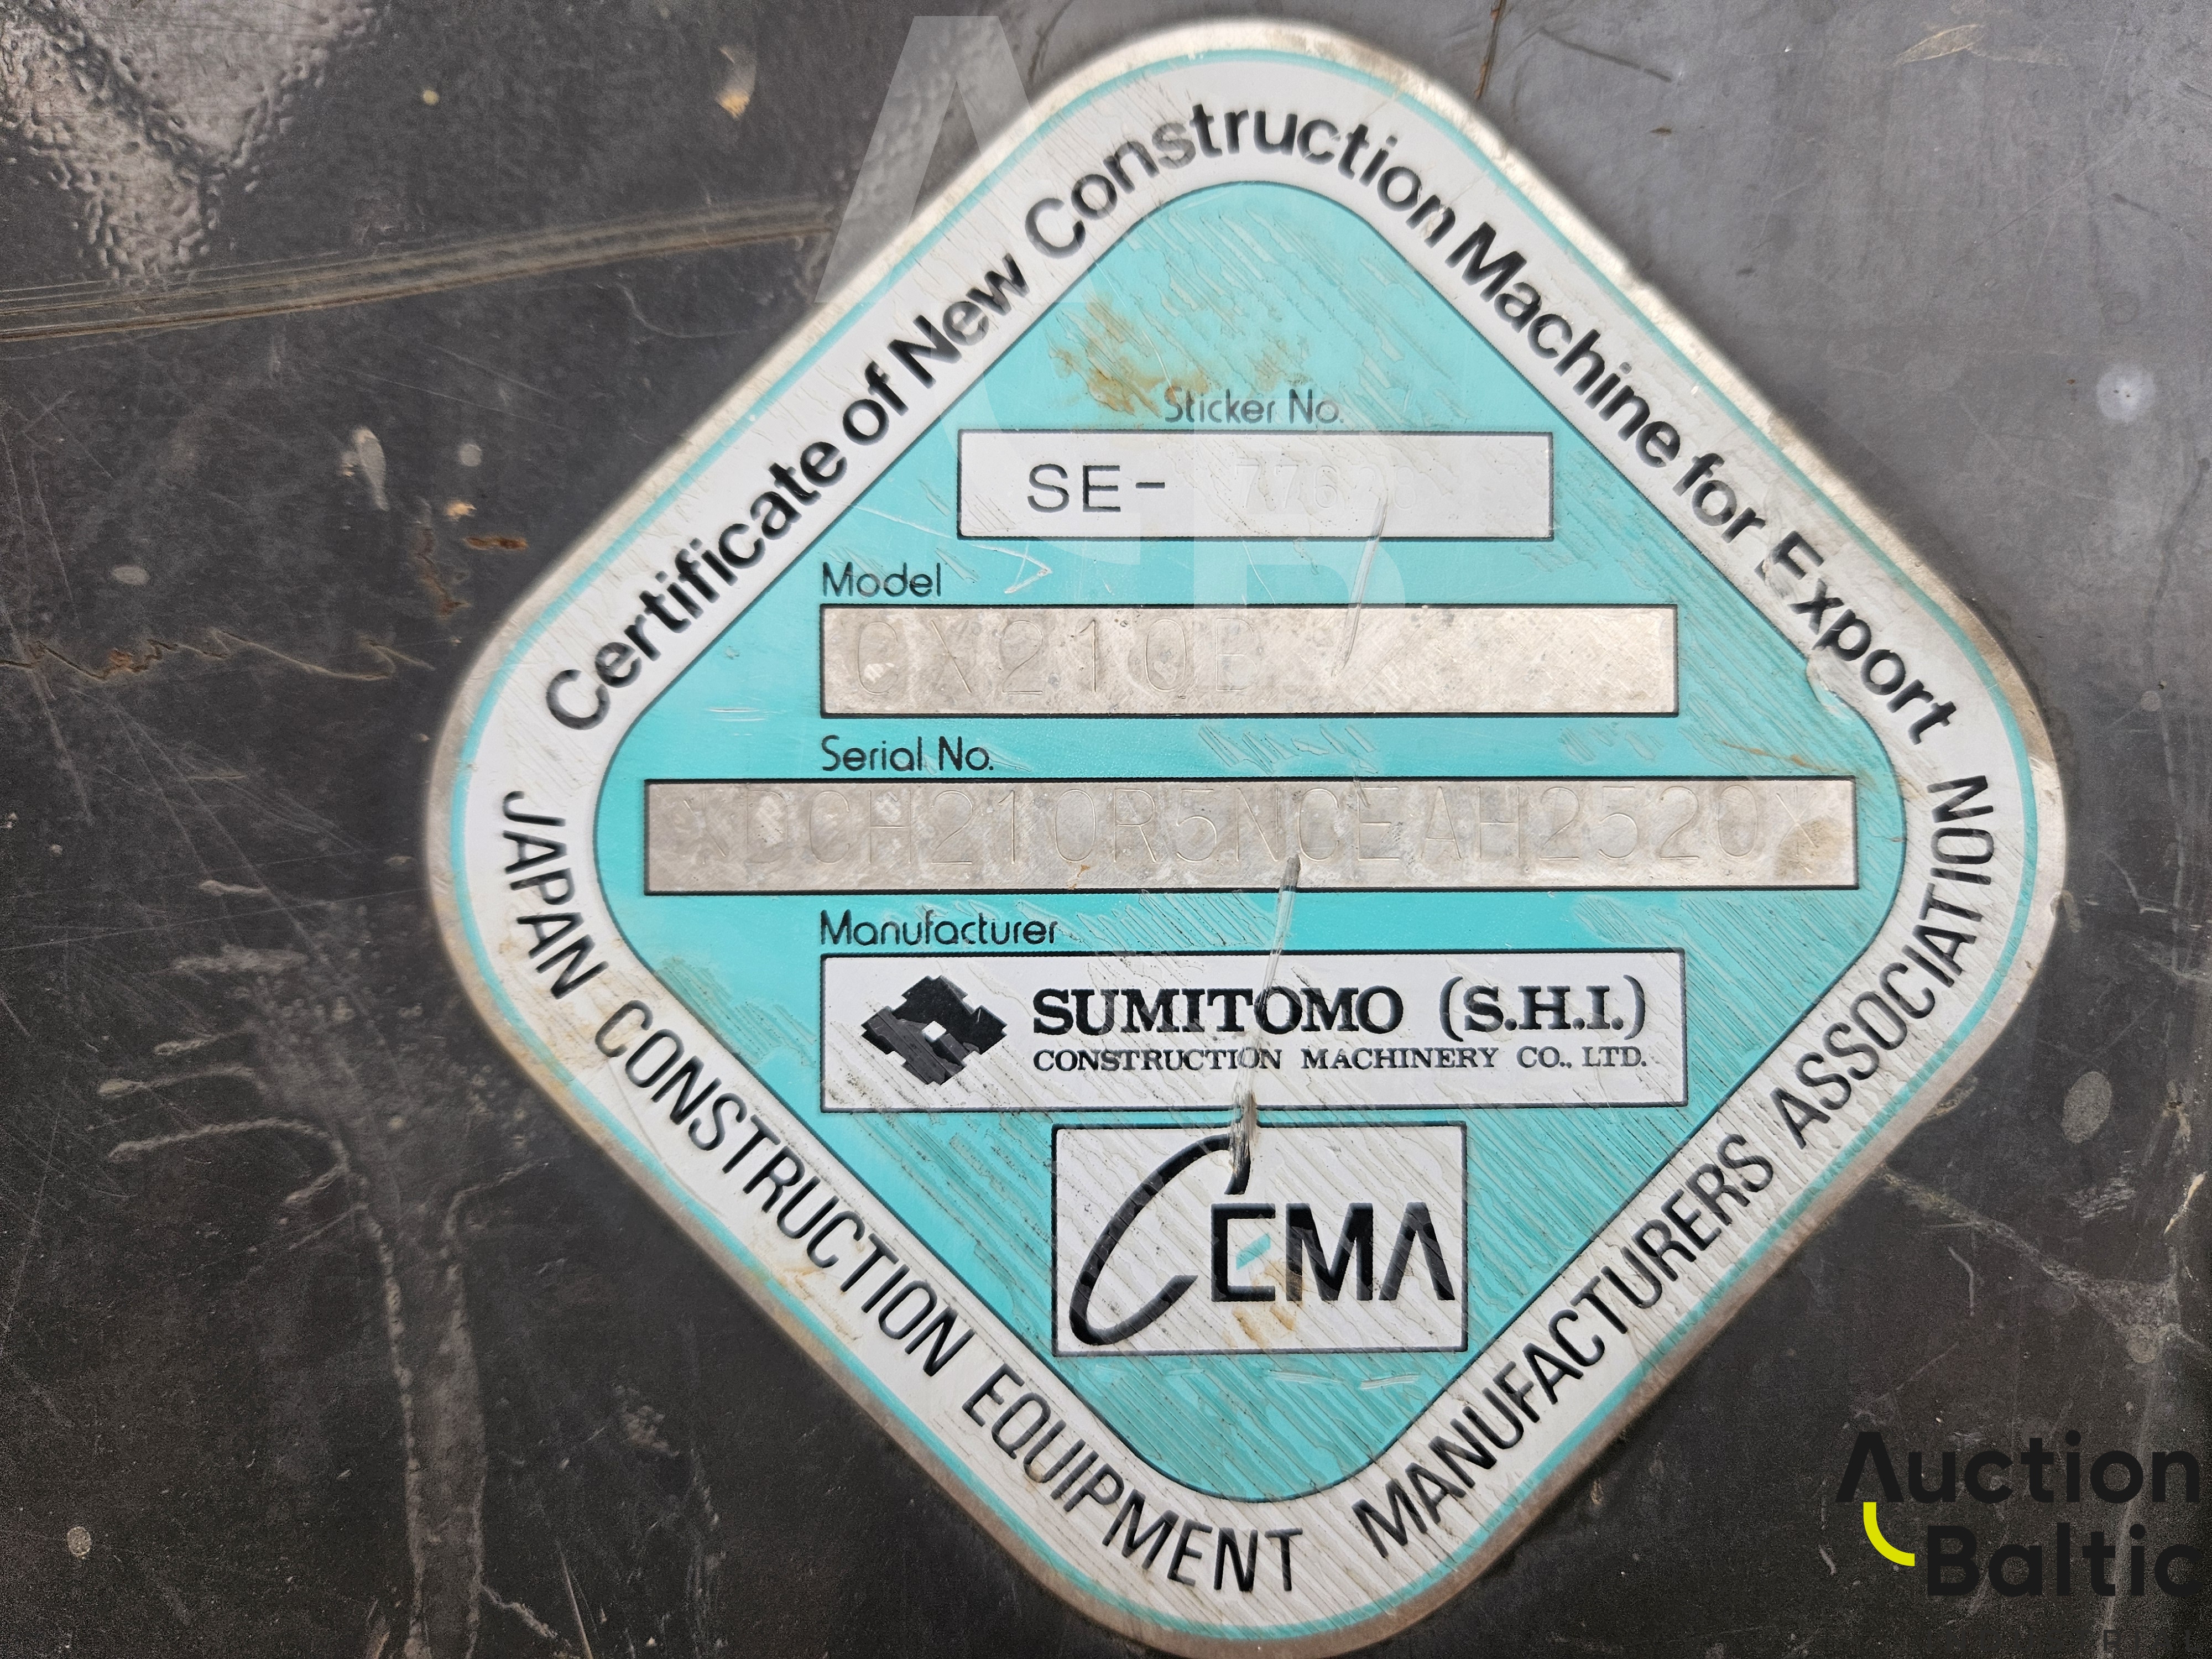 Certificate of New Construction Machine for Export
Sticker No.
SE-
Model
CX210B
Serial No.
*DCH210R5NCEAH2520*
Manufacturer
SUMITOMO (S.H.I.)
CONSTRUCTION MACHINERY CO., LTD.
CEMA
JAPAN CONSTRUCTION EQUIPMENT MANUFACTURERS ASSOCIATION
Auction
Baltic